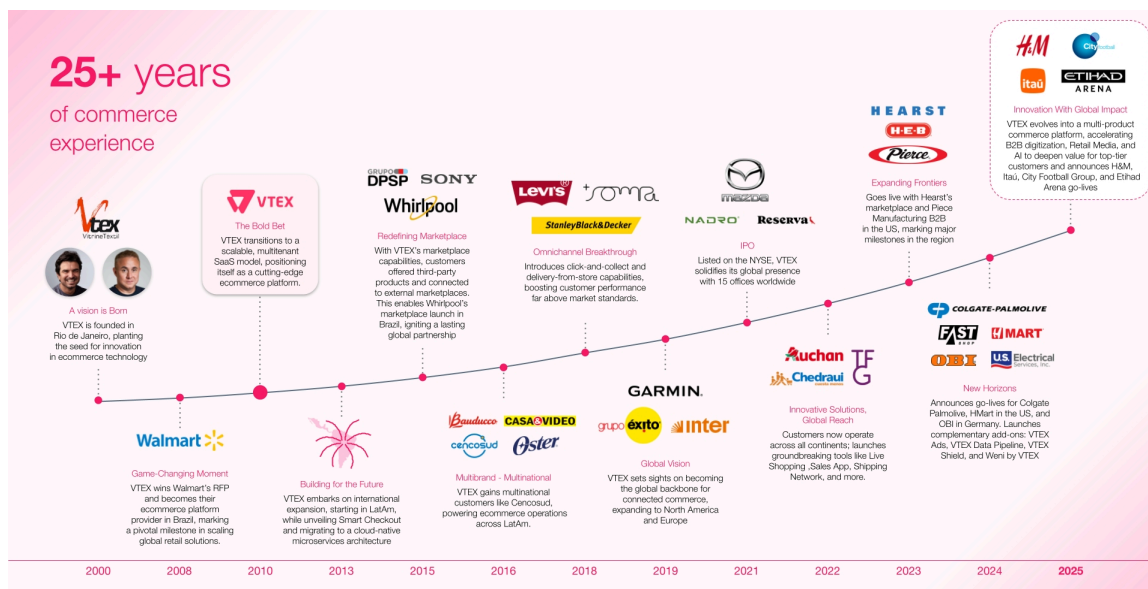 25+ years
of commerce
experience
Vtex
VitrineTextil
A vision is Born
VTEX is founded in
Rio de Janeiro, planting
the seed for innovation
in ecommerce technology
Walmart
Game-Changing Moment
VTEX wins Walmart's RFP
and becomes their
ecommerce platform
provider in Brazil, marking
a pivotal milestone in scaling
global retail solutions.
VTEX
The Bold Bet
VTEX transitions to a
scalable, multitenant
SaaS model, positioning
itself as a cutting-edge
ecommerce platform.
Building for the Future
VTEX embarks on international
expansion, starting in LatAm,
while unveiling Smart Checkout
and migrating to a cloud-native
microservices architecture
GRUPO
DPSP
SONY
Whirlpool
Redefining Marketplace
With VTEX's marketplace
capabilities, customers
offered third-party
products and connected
to external marketplaces.
This enables Whirlpool's
marketplace launch in
Brazil, igniting a lasting
global partnership
Bauducco
CASA&VIDEO
cencosud
Oster
Multibrand - Multinational
VTEX gains multinational
customers like Cencosud,
powering ecommerce operations
across LatAm.
LEVI'S
soma
StanleyBlack&Decker
Omnichannel Breakthrough
Introduces click-and-collect and
delivery-from-store capabilities,
boosting customer performance
far above market standards.
GARMIN.
grupo éxito
inter
Global Vision
VTEX sets sights on becoming
the global backbone for
connected commerce,
expanding to North America
and Europe
mazda
NADRO
Reserva
IPO
Listed on the NYSE, VTEX
solidifies its global presence
with 15 offices worldwide
Auchan
TFG
Chedraui
Innovative Solutions,
Global Reach
Customers now operate
across all continents; launches
groundbreaking tools like Live
Shopping ,Sales App, Shipping
Network, and more.
HEARST
H-E-B
Pierce
Expanding Frontiers
Goes live with Hearst's
marketplace and Piece
Manufacturing B2B
in the US, marking major
milestones in the region
COLGATE-PALMOLIVE
FAST
SHOP
H MART
OBI
U.S. Electrical
Services, Inc.
New Horizons
Announces go-lives for Colgate
Palmolive, HMart in the US, and
OBI in Germany. Launches
complementary add-ons: VTEX
Ads, VTEX Data Pipeline, VTEX
Shield, and Weni by VTEX
H&M
Cityfootball
itaú
ETIHAD
ARENA
Innovation With Global Impact
VTEX evolves into a multi-product
commerce platform, accelerating
B2B digitization, Retail Media, and
AI to deepen value for top-tier
customers and announces H&M,
Itaú, City Football Group, and Etihad
Arena go-lives
2000 2008 2010 2013 2015 2016 2018 2019 2021 2022 2023 2024 2025